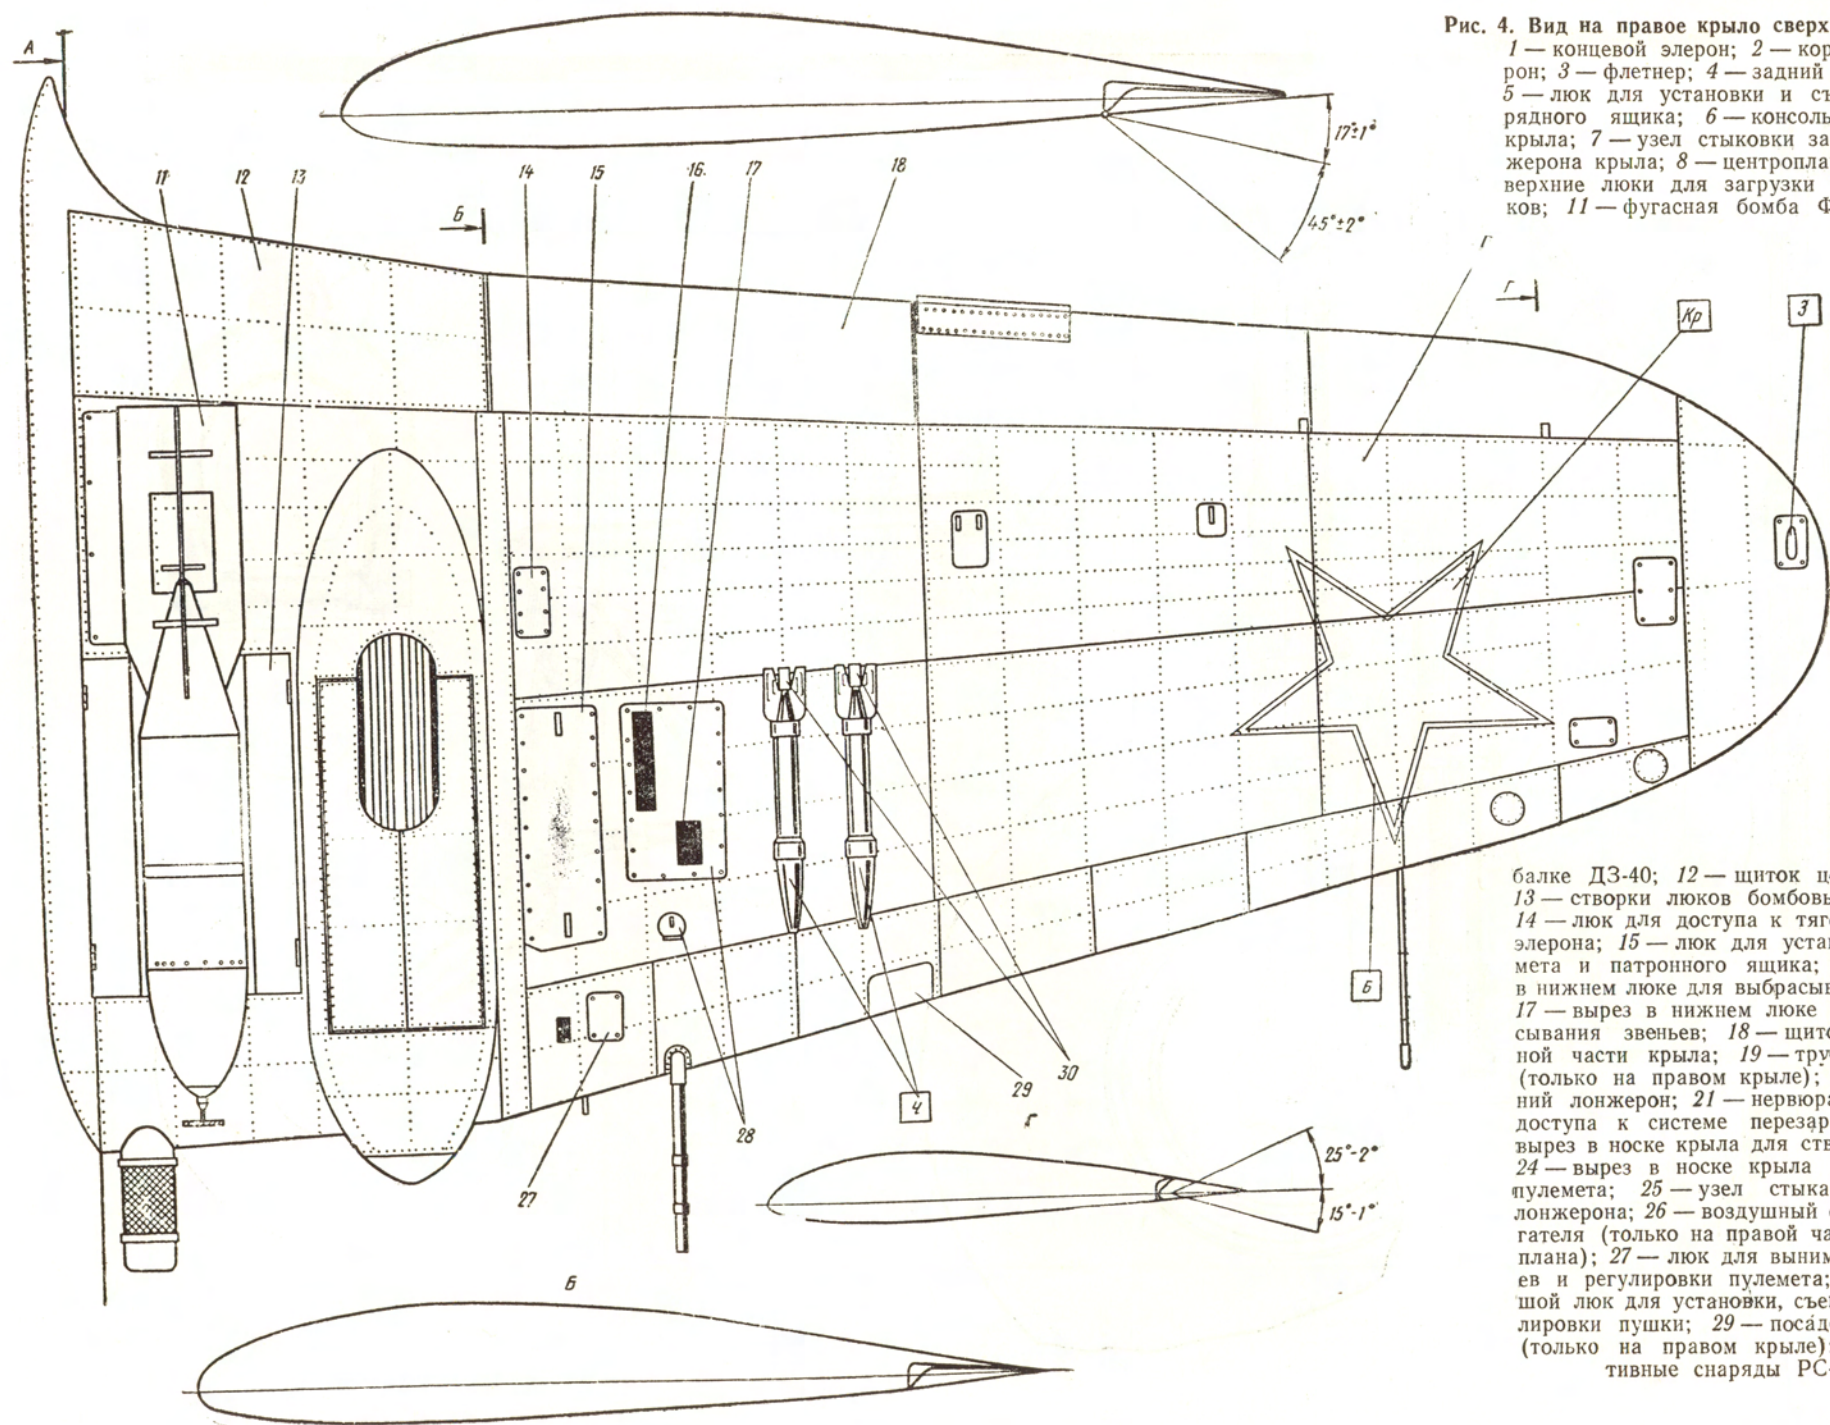 Рис. 4. Вид на правое крыло сверх
1 — концевой элерон; 2 — кор
рон; 3 — флетнер; 4 — задний
5 — люк для установки и съ
рядного ящика; 6 — консоль
крыла; 7 — узел стыковки за
жерона крыла; 8 — центропла
верхние люки для загрузки
ков; 11 — фугасная бомба Ф
А
17°±1°
45°±2°
11
12
13
14
15
16
17
18
Б
Г
Г
Кр
З
балке ДЗ-40; 12 — щиток ц
13 — створки люков бомбовы
14 — люк для доступа к тяг
элерона; 15 — люк для уста
мета и патронного ящика;
в нижнем люке для выбрасыв
17 — вырез в нижнем люке
сывания звеньев; 18 — щито
ной части крыла; 19 — тру
(только на правом крыле);
ний лонжерон; 21 — нервюра
доступа к системе перезар
вырез в носке крыла для ств
24 — вырез в носке крыла
пулемета; 25 — узел стыка
лонжерона; 26 — воздушный
гателя (только на правой ча
плана); 27 — люк для выним
ев и регулировки пулемета;
шой люк для установки, съе
лировки пушки; 29 — посад
(только на правом крыле)
тивные снаряды РС-
Б
27
28
Ч
29
30
Г
25°-2°
15°-1°
Б